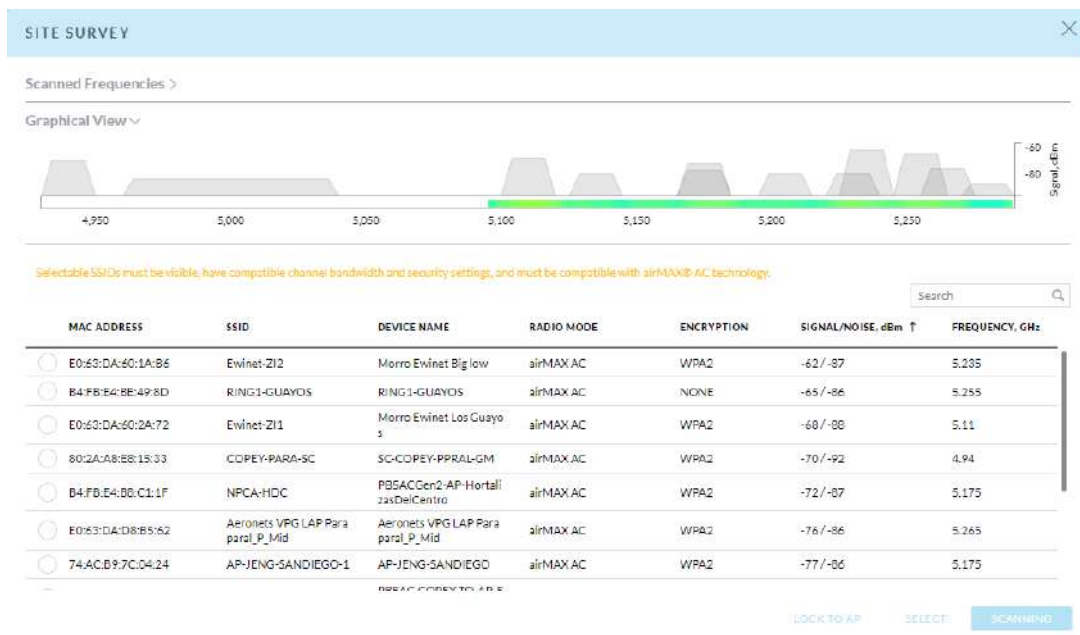 SITE SURVEY
Scanned Frequencies
Graphical View
-60
-80
Signal, dBm
4,950 5,000 5,050 5,100 5,150 5,200 5,250
Selectable SSIDs must be visible, have compatible channel bandwidth and security settings, and must be compatible with airMAX® AC technology.
Search
MAC ADDRESS SSID DEVICE NAME RADIO MODE ENCRYPTION SIGNAL/NOISE, dBm ↑ FREQUENCY, GHz
E0:63:DA:60:1A:B6 Ewinet-ZI2 Morro Ewinet Big low airMAX AC WPA2 -62/-87 5.235
B4:FB:E4:BE:49:8D RING1-GUAYOS RING1-GUAYOS airMAX AC NONE -65/-86 5.255
E0:63:DA:60:2A:72 Ewinet-ZI1 Morro Ewinet Los Guayo airMAX AC WPA2 -68/-88 5.11
s
80:2A:A8:E8:15:33 COPEY-PARA-SC SC-COPEY-PPRAL-GM airMAX AC WPA2 -70/-92 4.94
B4:FB:E4:B8:C1:1F NPCA-HDC PB5ACGen2-AP-Hortali airMAX AC WPA2 -72/-87 5.175
zasDelCentro
E0:63:DA:D8:B5:62 Aeronets VPG LAP Para Aeronets VPG LAP Para airMAX AC WPA2 -76/-86 5.265
paral_P_Mid paral_P_Mid
74:AC:B9:7C:04:24 AP-JENG-SANDIEGO-1 AP-JENG-SANDIEGO airMAX AC WPA2 -77/-86 5.175
LOCK TO AP SELECT SCANNING